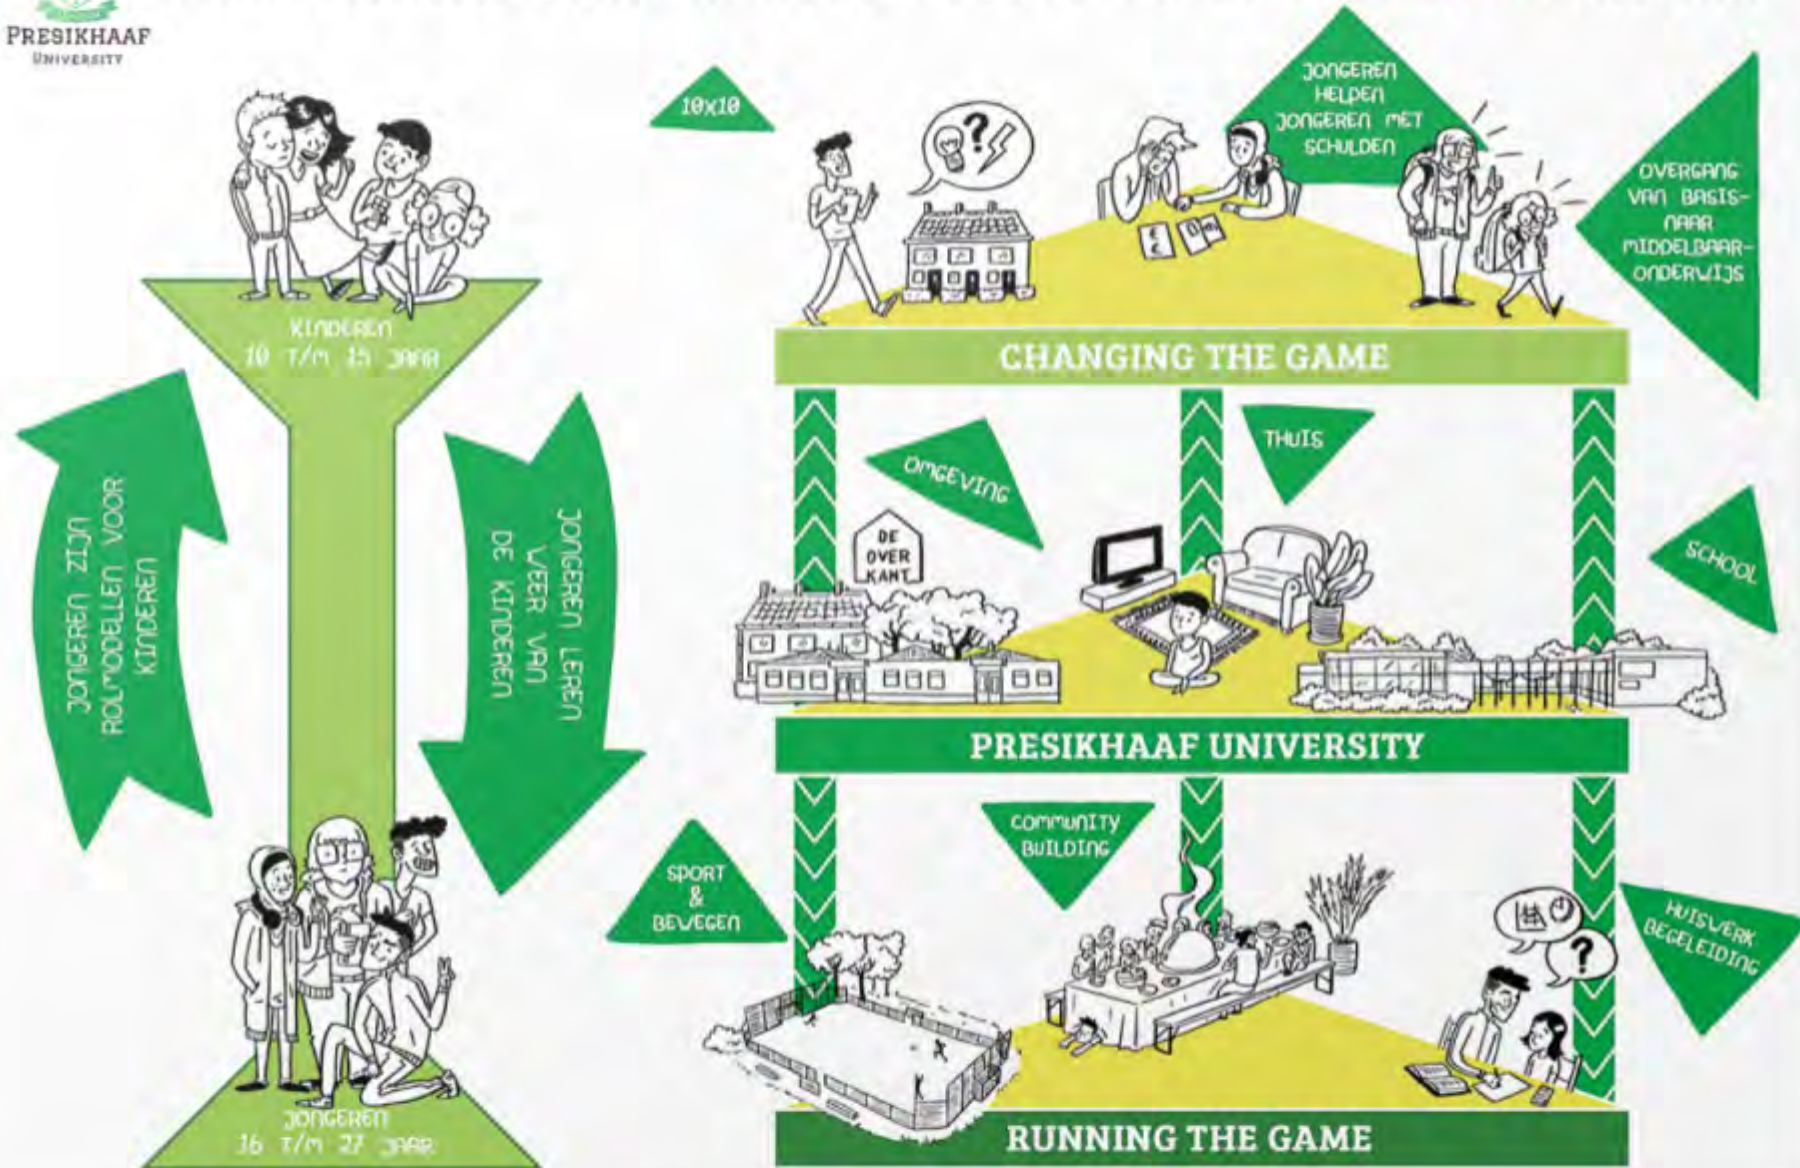 PRESIKHAAF
UNIVERSITY
KINDEREN
10 T/M 15 JAAR
JONGEREN ZIJN
ROLMODELLEN VOOR
KINDEREN
JONGEREN LEREN
WEER VAN
DE KINDEREN
JONGEREN
16 T/M 27 JAAR
10X10
JONGEREN
HELPEN
JONGEREN MET
SCHULDEN
OVERGANG
VAN BASIS-
NAAR
MIDDELBAAR-
ONDERWIJS
?
€
€
CHANGING THE GAME
OMGEVING
THUIS
SCHOOL
DE
OVER
KANT
PRESIKHAAF UNIVERSITY
SPORT
&
BEWEGEN
COMMUNITY
BUILDING
HUISWERK
BEGELEIDING
?
RUNNING THE GAME